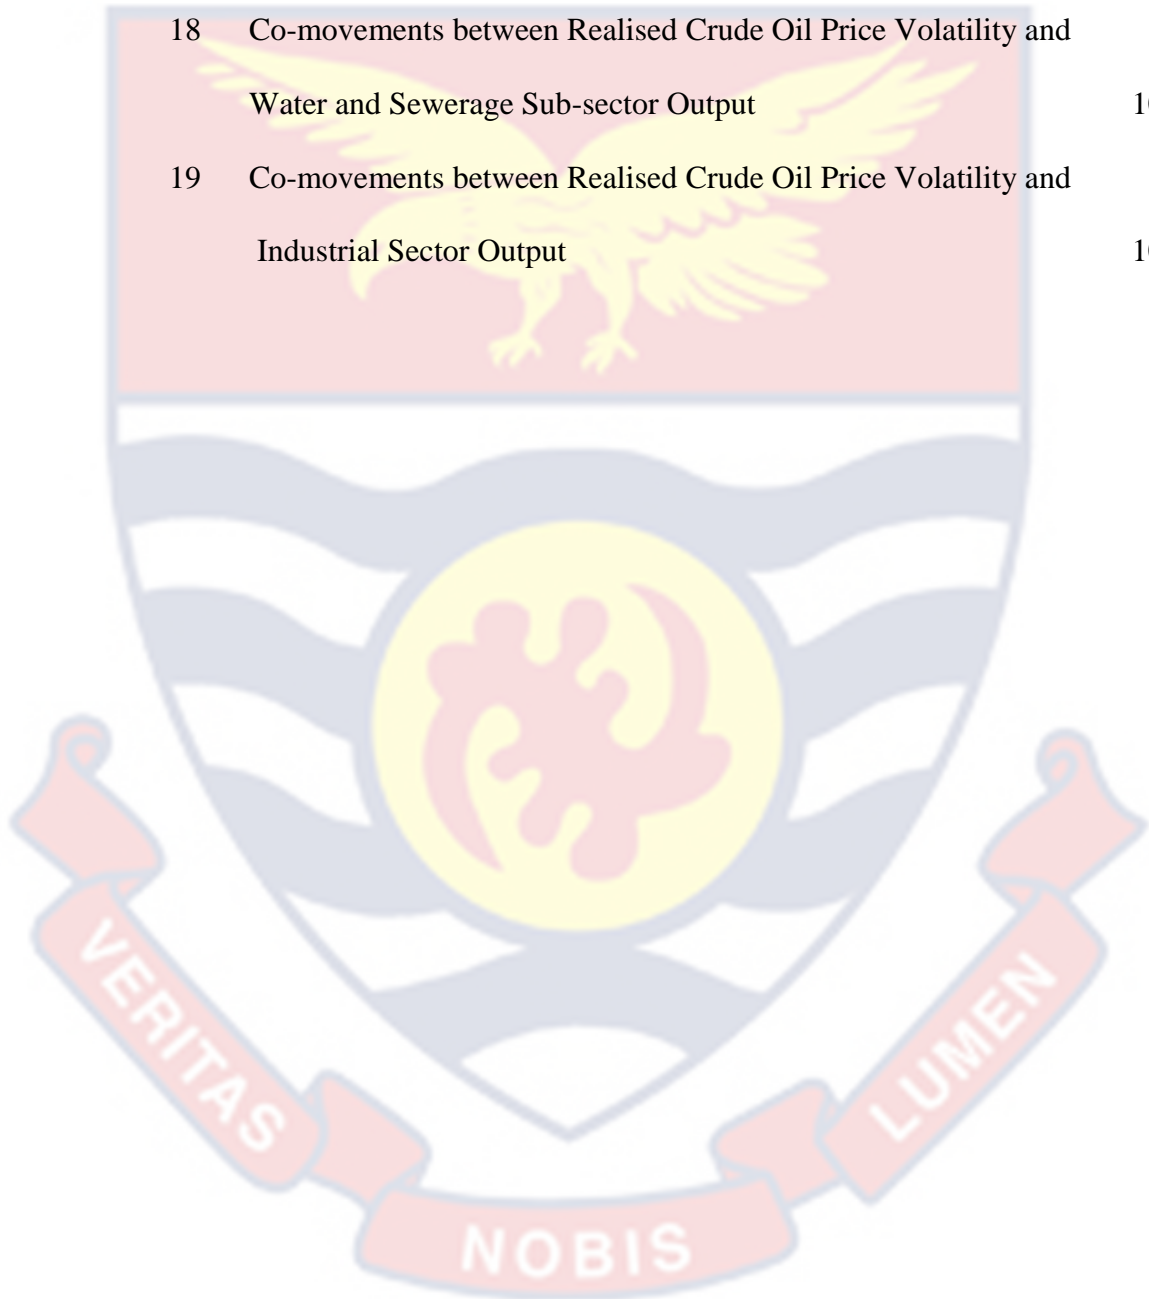 18 Co-movements between Realised Crude Oil Price Volatility and
Water and Sewerage Sub-sector Output
19 Co-movements between Realised Crude Oil Price Volatility and
Industrial Sector Output
VERITAS
NOBIS
LUMEN